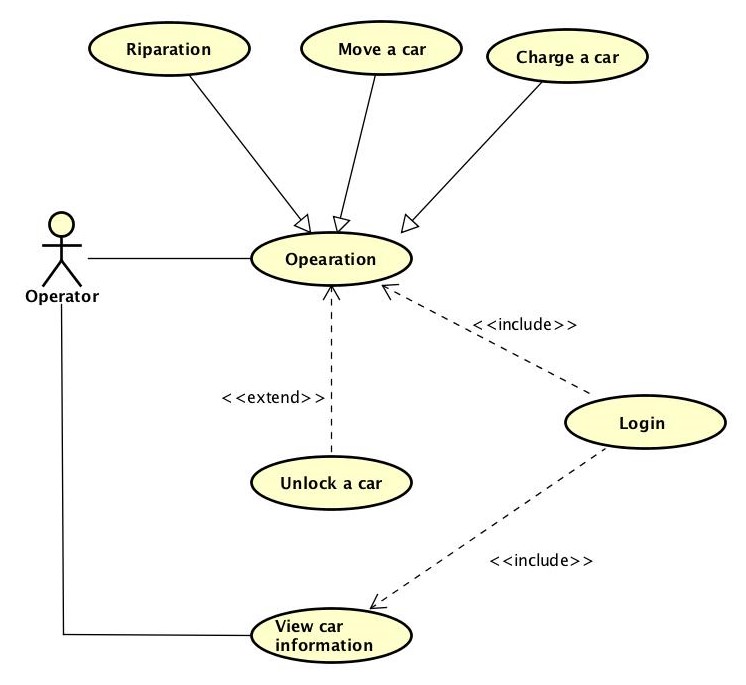 Riparation
Move a car
Charge a car
Opearation
Operator
<<include>>
<<extend>>
Login
Unlock a car
<<include>>
View car
information